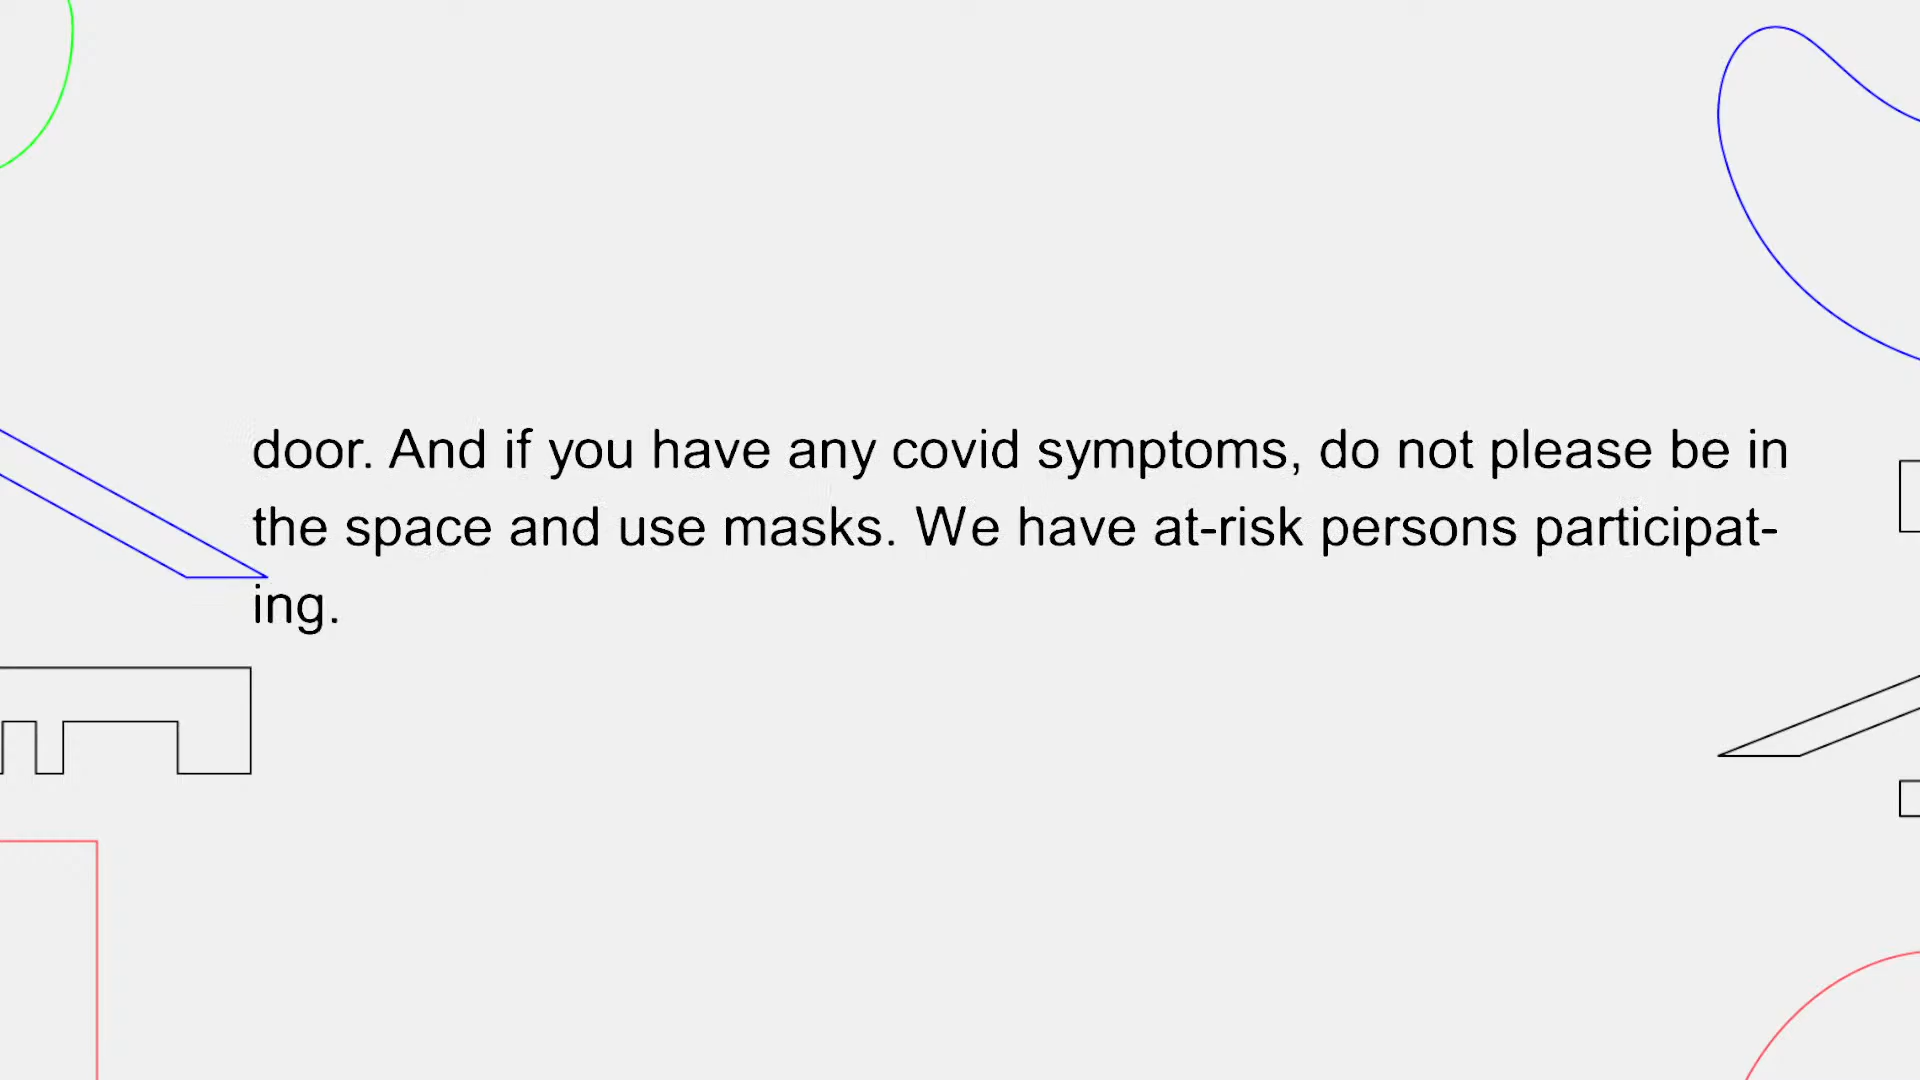 door. And if you have any covid symptoms, do not please be in
the space and use masks. We have at-risk persons participat-
ing.